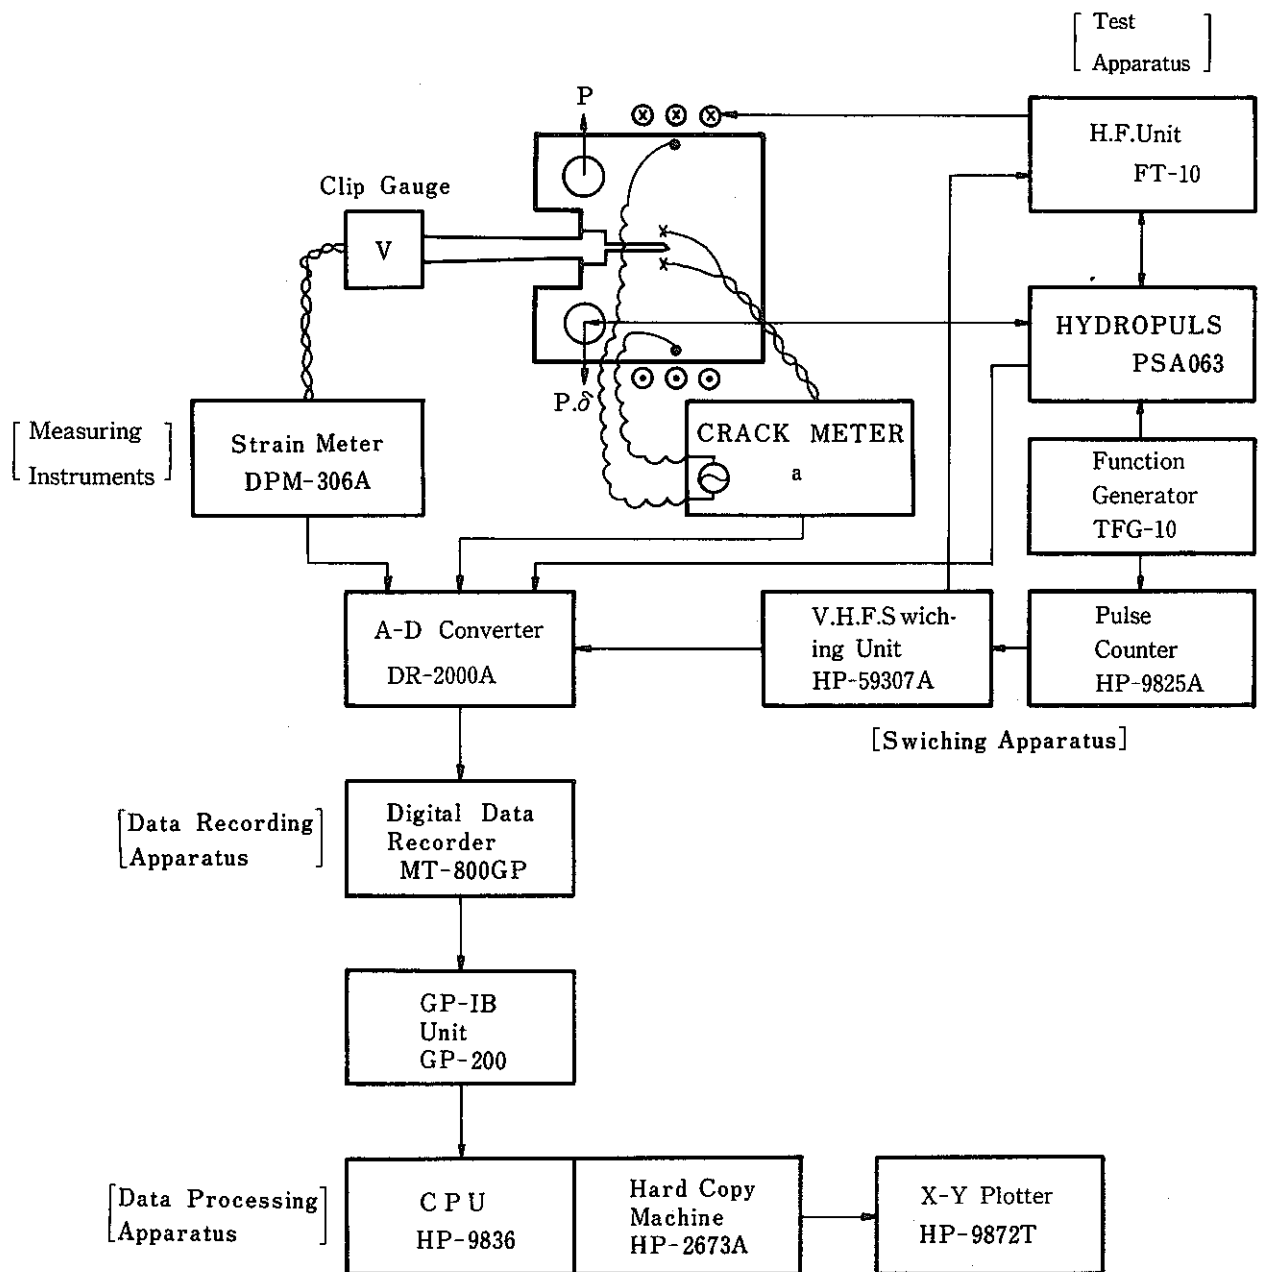 [Test
Apparatus]
P
H.F.Unit
FT-10
Clip Gauge
V
HYDROPULS
PSA063
P.δ
[Measuring
Instruments]
Strain Meter
DPM-306A
CRACK METER
a
Function
Generator
TFG-10
A-D Converter
DR-2000A
V.H.F.Swich-
ing Unit
HP-59307A
Pulse
Counter
HP-9825A
[Swiching Apparatus]
[Data Recording
Apparatus]
Digital Data
Recorder
MT-800GP
GP-IB
Unit
GP-200
[Data Processing
Apparatus]
CPU
HP-9836
Hard Copy
Machine
HP-2673A
X-Y Plotter
HP-9872T